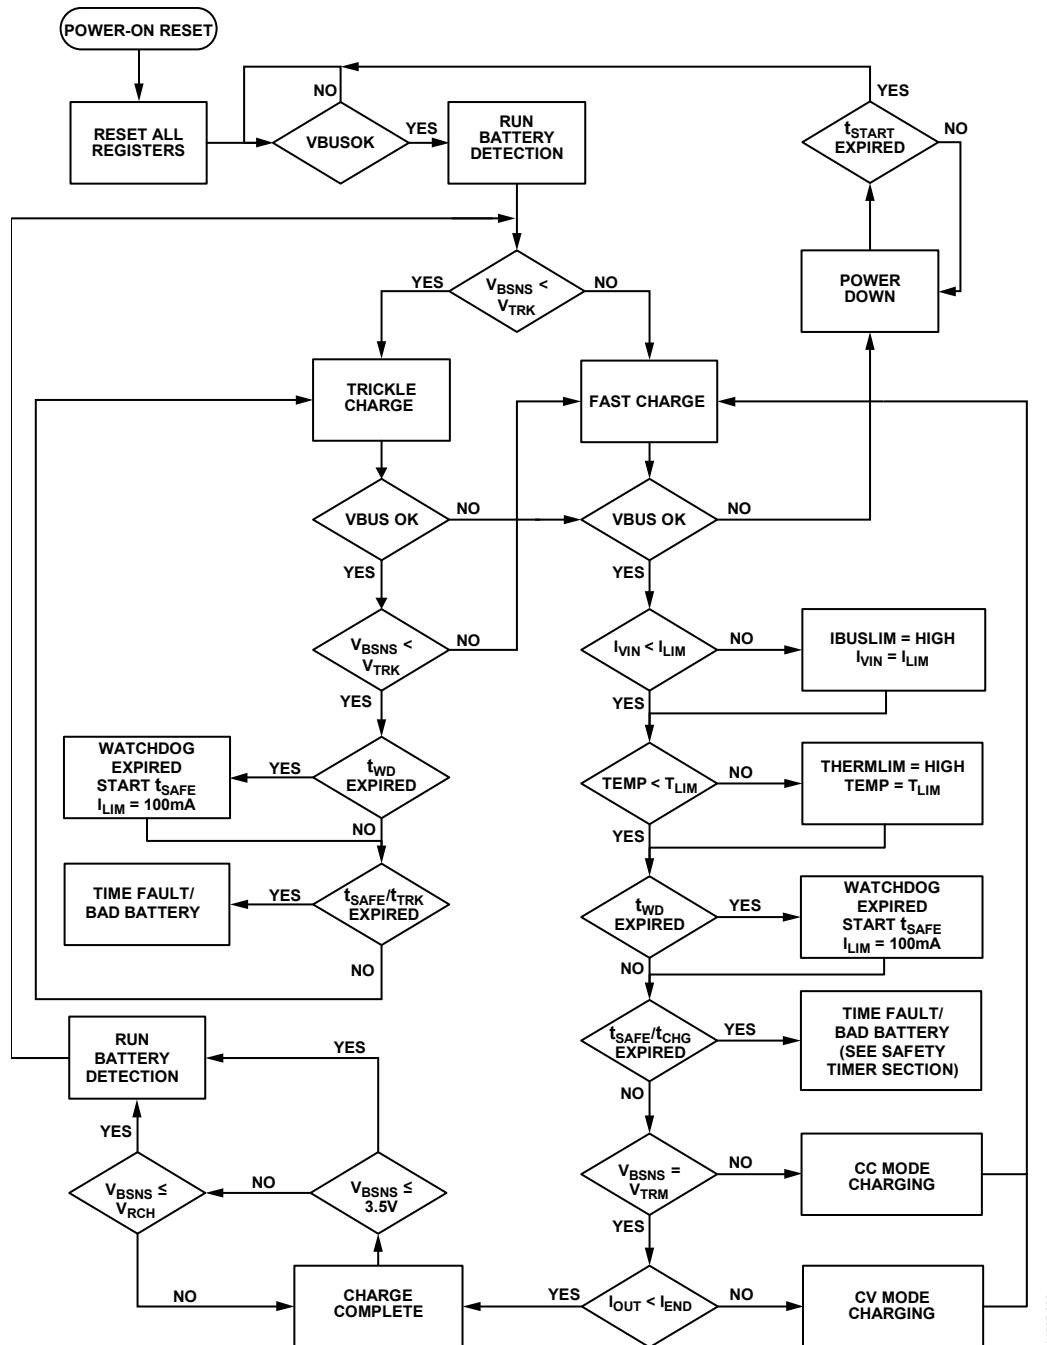 POWER-ON RESET
NO
YES
RESET ALL
REGISTERS
VBUSOK
YES
RUN
BATTERY
DETECTION
tSTART
EXPIRED
NO
YES
VBSNS <
VTRK
NO
POWER
DOWN
TRICKLE
CHARGE
FAST CHARGE
VBUS OK
NO
VBUS OK
NO
YES
YES
VBSNS <
VTRK
NO
IVIN < ILIM
NO
IBUSLIM = HIGH
IVIN = ILIM
YES
YES
WATCHDOG
EXPIRED
START tSAFE
ILIM = 100mA
YES
tWD
EXPIRED
TEMP < TLIM
NO
THERMLIM = HIGH
TEMP = TLIM
NO
YES
TIME FAULT/
BAD BATTERY
YES
tSAFE/tTRK
EXPIRED
tWD
EXPIRED
YES
WATCHDOG
EXPIRED
START tSAFE
ILIM = 100mA
NO
NO
RUN
BATTERY
DETECTION
YES
tSAFE/tCHG
EXPIRED
YES
TIME FAULT/
BAD BATTERY
(SEE SAFETY
TIMER SECTION)
NO
YES
VBSNS ≤
VRCH
NO
VBSNS ≤
3.5V
VBSNS =
VTRM
NO
CC MODE
CHARGING
YES
NO
CHARGE
COMPLETE
YES
IOUT < IEND
NO
CV MODE
CHARGING